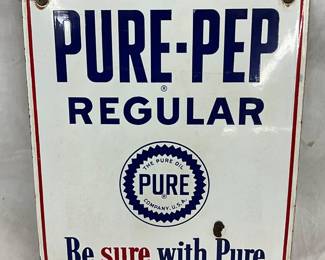 PURE-PEP
®
REGULAR
®
THE PURE OIL
PURE
COMPANY, U.S.A.
Be sure with Pure